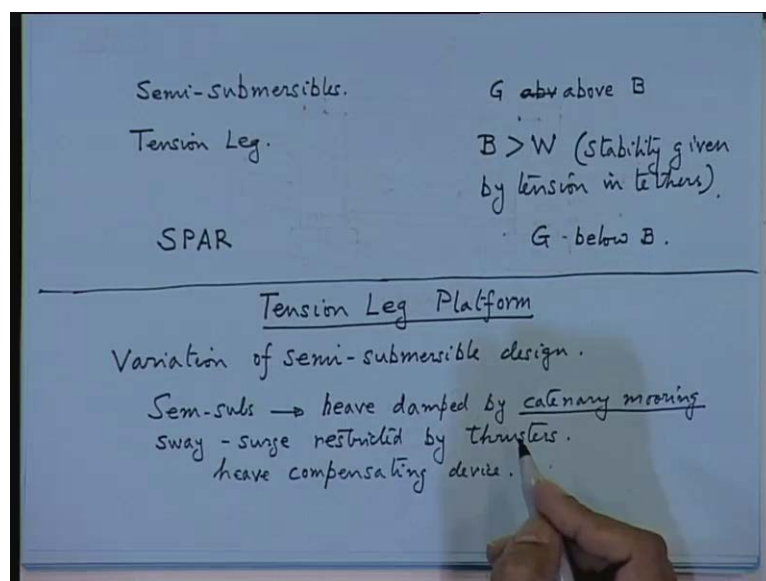 Semi-submersibles. G abv above B
Tension Leg. B > W (stability given
by tension in tethers).
SPAR G - below B.
Tension Leg Platform
Variation of semi-submersible design.
Sem-subs → heave damped by catenary mooring
sway - surge restricted by thrusters.
heave compensating device.